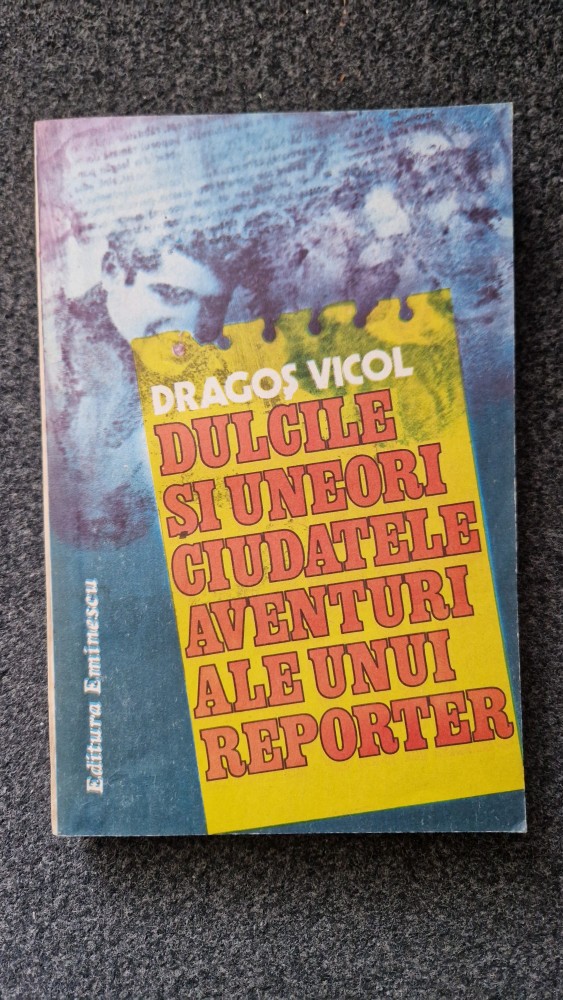 DRAGOȘ VICOL
DULCILE
ȘI UNEORI
CIUDATELE
AVENTURI
ALE UNUI
REPORTER
Editura Eminescu